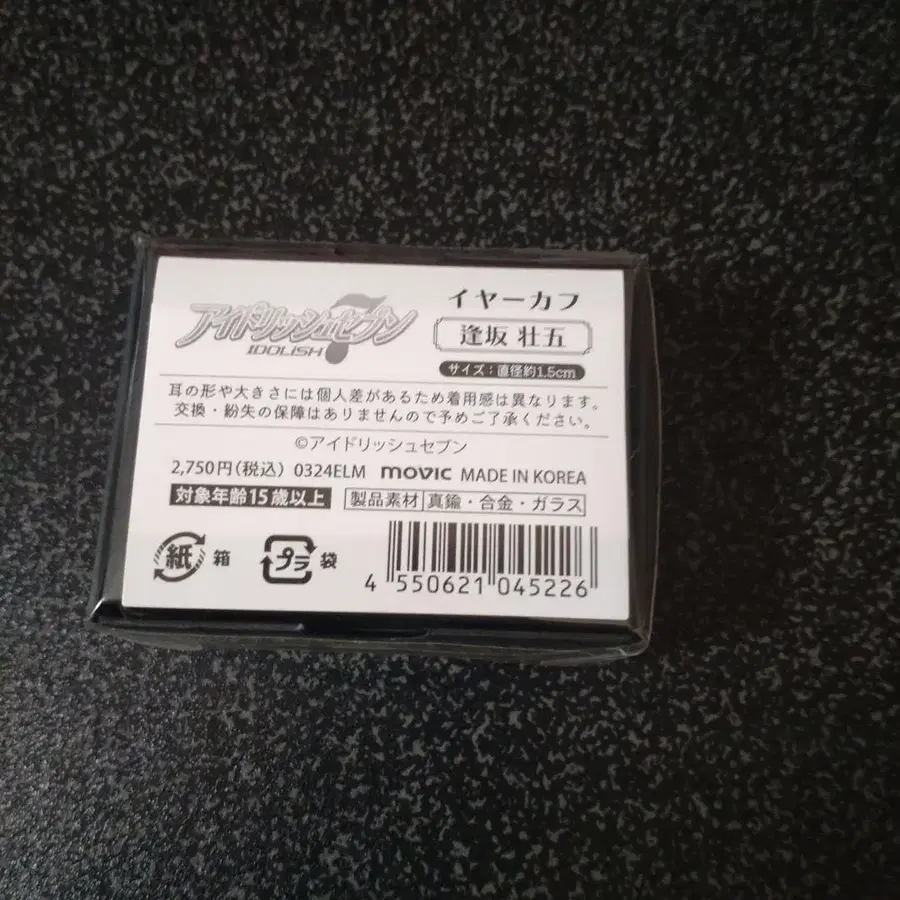 アイドリッシュセブン
7
IDOLiSH
イヤーカフ
逢坂 壮五
サイズ:直径約1.5cm
耳の形や大きさには個人差があるため着用感は異なります。
交換・紛失の保障はありませんので予めご了承ください。
©アイドリッシュセブン
2,750円(税込) 0324ELM movic MADE IN KOREA
対象年齢15歳以上 製品素材 真鍮・合金・ガラス
紙 箱 プラ 袋
4 550621 045226